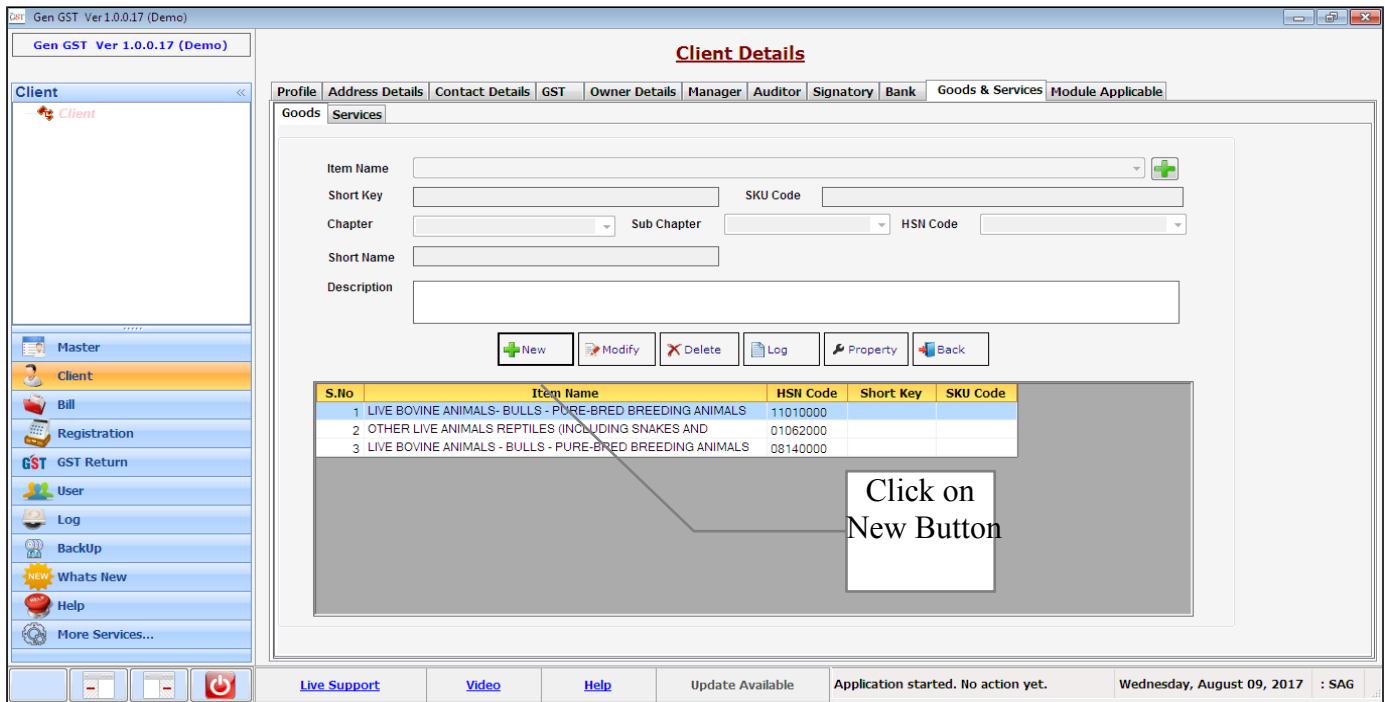 GST Gen GST Ver 1.0.0.17 (Demo)
Gen GST Ver 1.0.0.17 (Demo)
Client Details
Client
Client
Profile Address Details Contact Details GST Owner Details Manager Auditor Signatory Bank Goods & Services Module Applicable
Goods Services
Item Name
Short Key SKU Code
Chapter Sub Chapter HSN Code
Short Name
Description
New Modify Delete Log Property Back
S.No Item Name HSN Code Short Key SKU Code
1 LIVE BOVINE ANIMALS- BULLS - PURE-BRED BREEDING ANIMALS 11010000
2 OTHER LIVE ANIMALS REPTILES (INCLUDING SNAKES AND 01062000
3 LIVE BOVINE ANIMALS - BULLS - PURE-BRED BREEDING ANIMALS 08140000
Click on
New Button
Master
Client
Bill
Registration
GST GST Return
User
Log
BackUp
NEW Whats New
HELP Help
More Services...
Live Support Video Help Update Available Application started. No action yet. Wednesday, August 09, 2017 : SAG